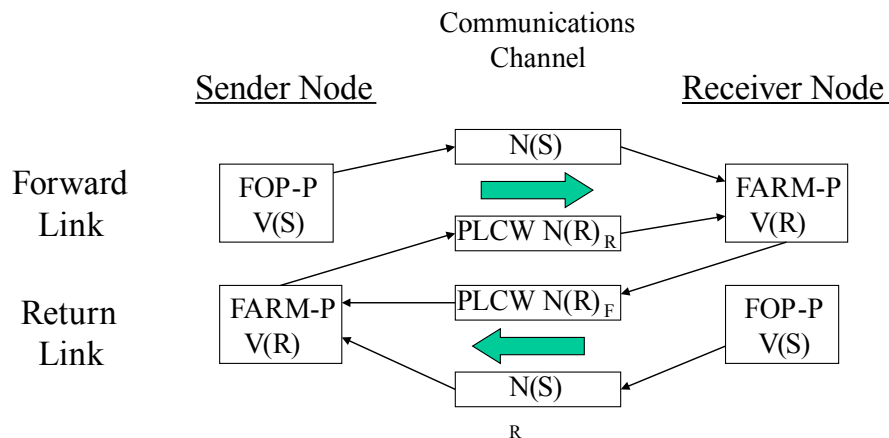 Communications
Channel
Sender Node
Receiver Node
Forward
Link
FOP-P
V(S)
N(S)
PLCW N(R)R
FARM-P
V(R)
Return
Link
FARM-P
V(R)
PLCW N(R)F
N(S)
FOP-P
V(S)
R